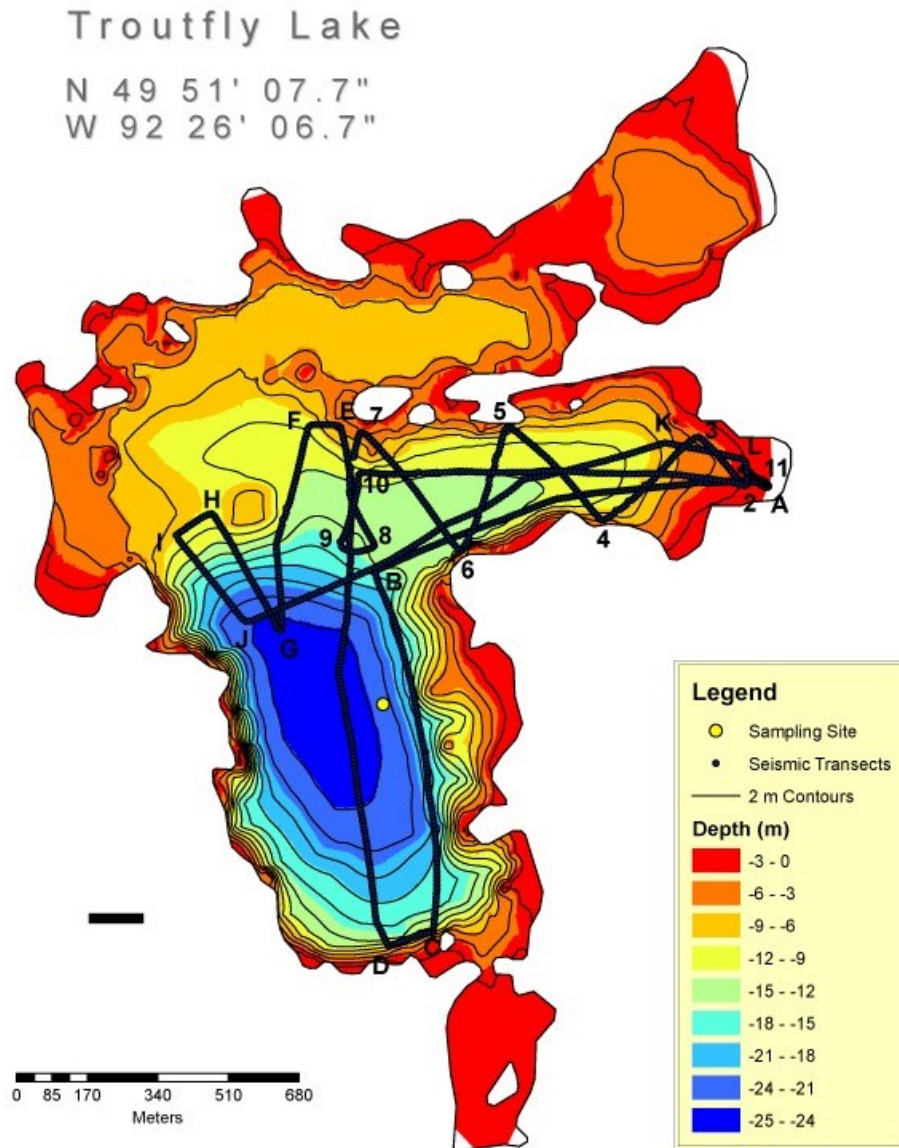 Troutfly Lake
N 49 51' 07.7"
W 92 26' 06.7"
F
E
7
5
K
3
L
11
A
2
10
H
I
9
8
B
6
4
J
G
D
C
Legend
Sampling Site
Seismic Transects
2 m Contours
Depth (m)
-3 - 0
-6 - -3
-9 - -6
-12 - -9
-15 - -12
-18 - -15
-21 - -18
-24 - -21
-25 - -24
0 85 170 340 510 680
Meters